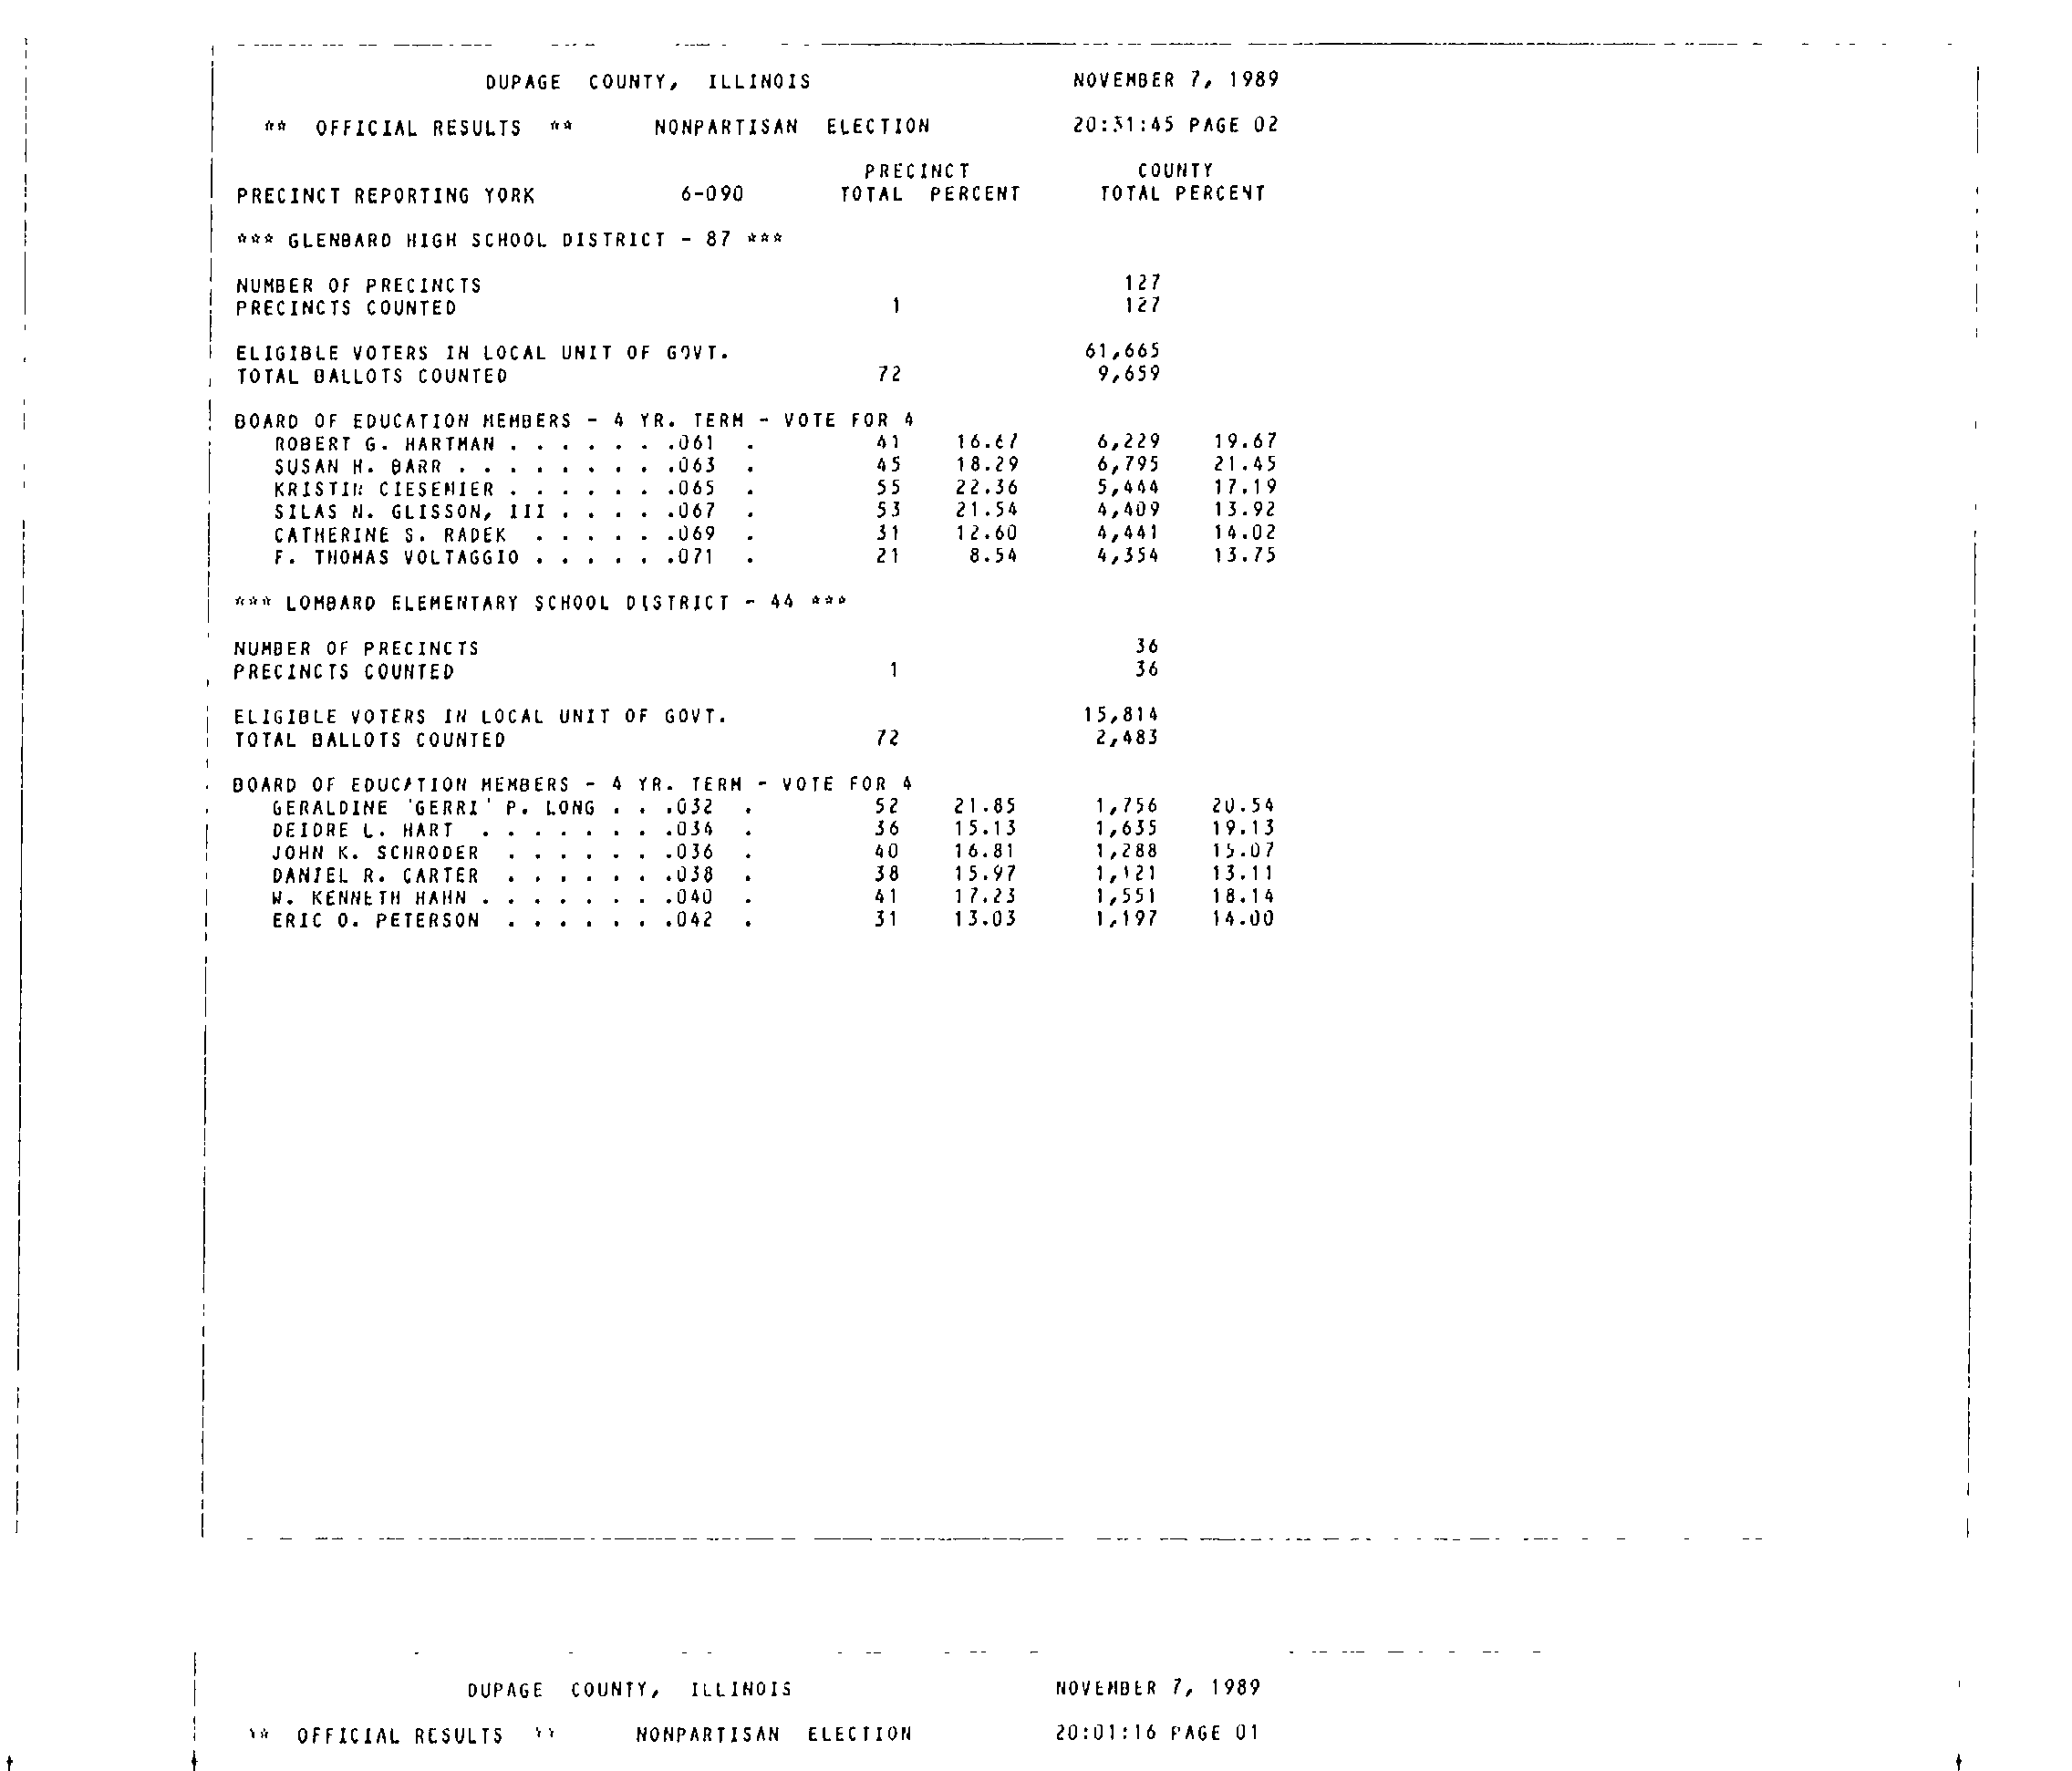 DUPAGE COUNTY, ILLINOIS NOVEMBER 7, 1989
** OFFICIAL RESULTS ** NONPARTISAN ELECTION 20:31:45 PAGE 02
PRECINCT COUNTY
PRECINCT REPORTING YORK 6-090 TOTAL PERCENT TOTAL PERCENT
*** GLENBARD HIGH SCHOOL DISTRICT - 87 ***
NUMBER OF PRECINCTS 127
PRECINCTS COUNTED 1 127
ELIGIBLE VOTERS IN LOCAL UNIT OF GOVT. 61,665
TOTAL BALLOTS COUNTED 72 9,659
BOARD OF EDUCATION MEMBERS - 4 YR. TERM - VOTE FOR 4
ROBERT G. HARTMAN . . . . . . .061 . 41 16.67 6,229 19.67
SUSAN H. BARR . . . . . . . . .063 . 45 18.29 6,795 21.45
KRISTIN CIESEMIER . . . . . . .065 . 55 22.36 5,444 17.19
SILAS N. GLISSON, III . . . . .067 . 53 21.54 4,409 13.92
CATHERINE S. RADEK . . . . . .069 . 31 12.60 4,441 14.02
F. THOMAS VOLTAGGIO . . . . . .071 . 21 8.54 4,354 13.75
*** LOMBARD ELEMENTARY SCHOOL DISTRICT - 44 ***
NUMBER OF PRECINCTS 36
PRECINCTS COUNTED 1 36
ELIGIBLE VOTERS IN LOCAL UNIT OF GOVT. 15,814
TOTAL BALLOTS COUNTED 72 2,483
BOARD OF EDUCATION MEMBERS - 4 YR. TERM - VOTE FOR 4
GERALDINE 'GERRI' P. LONG . . .032 . 52 21.85 1,756 20.54
DEIDRE L. HART . . . . . . . .034 . 36 15.13 1,635 19.13
JOHN K. SCHRODER . . . . . . .036 . 40 16.81 1,288 15.07
DANIEL R. CARTER . . . . . . .038 . 38 15.97 1,121 13.11
W. KENNETH HAHN . . . . . . . .040 . 41 17.23 1,551 18.14
ERIC O. PETERSON . . . . . . .042 . 31 13.03 1,197 14.00
DUPAGE COUNTY, ILLINOIS NOVEMBER 7, 1989
** OFFICIAL RESULTS ** NONPARTISAN ELECTION 20:01:16 PAGE 01